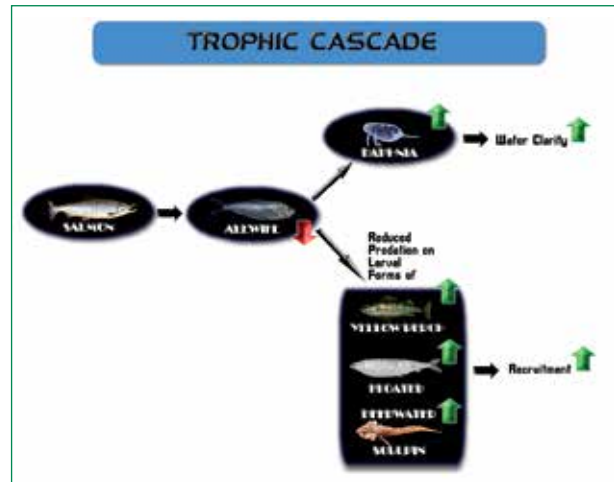 TROPHIC CASCADE
DAPHNIA
Water Clarity
SALMON
ALEWIFE
Reduced
Predation on
Larval
Forms of
YELLOW PERCH
BLOATER
Recruitment
DEEPWATER
SCULPIN